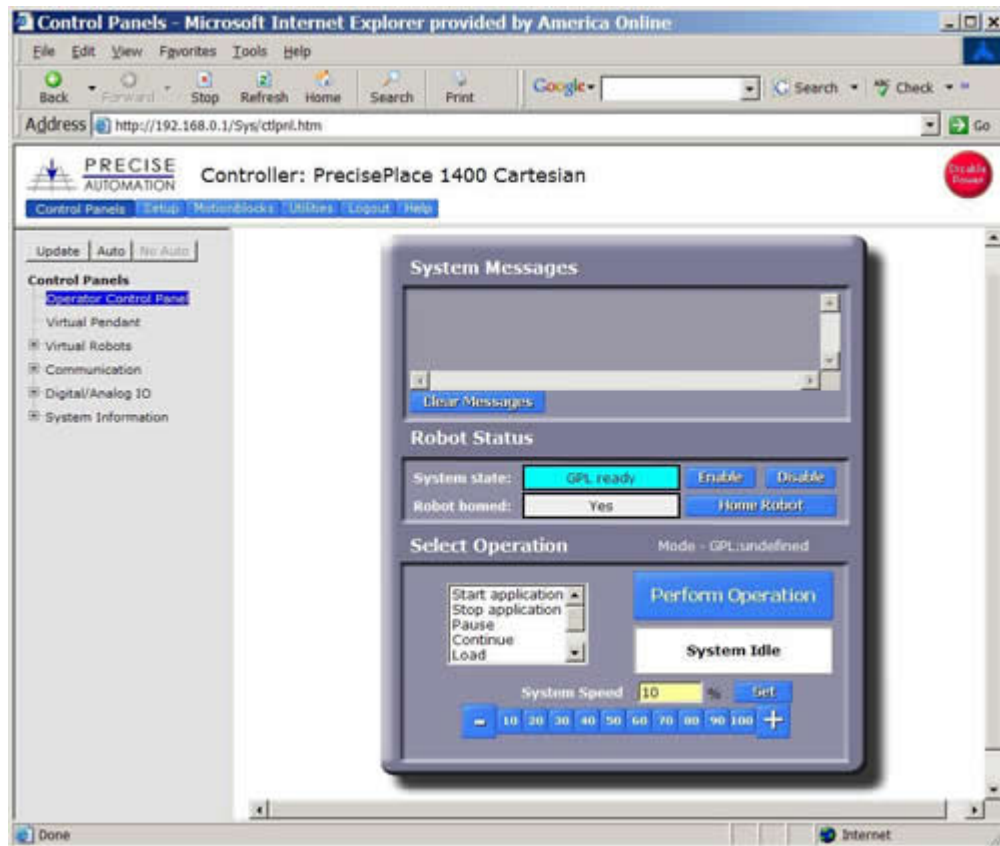 Control Panels - Microsoft Internet Explorer provided by America Online
File Edit View Favorites Tools Help
Back Forward Stop Refresh Home Search Print Google Search Check
Address http://192.168.0.1/Sys/ctlpnl.htm Go
PRECISE
AUTOMATION
Controller: PrecisePlace 1400 Cartesian
Disable
Power
Control Panels Setup MotionBlocks Utilities Logout Help
Update Auto No Auto
Control Panels
Operator Control Panel
Virtual Pendant
Virtual Robots
Communication
Digital/Analog IO
System Information
System Messages
Clear Messages
Robot Status
System state: GPL ready Enable Disable
Robot homed: Yes Home Robot
Select Operation Mode - GPL:undefined
Start application
Stop application
Pause
Continue
Load
Perform Operation
System Idle
System Speed 10 % Set
- 10 20 30 40 50 60 70 80 90 100 +
Done Internet